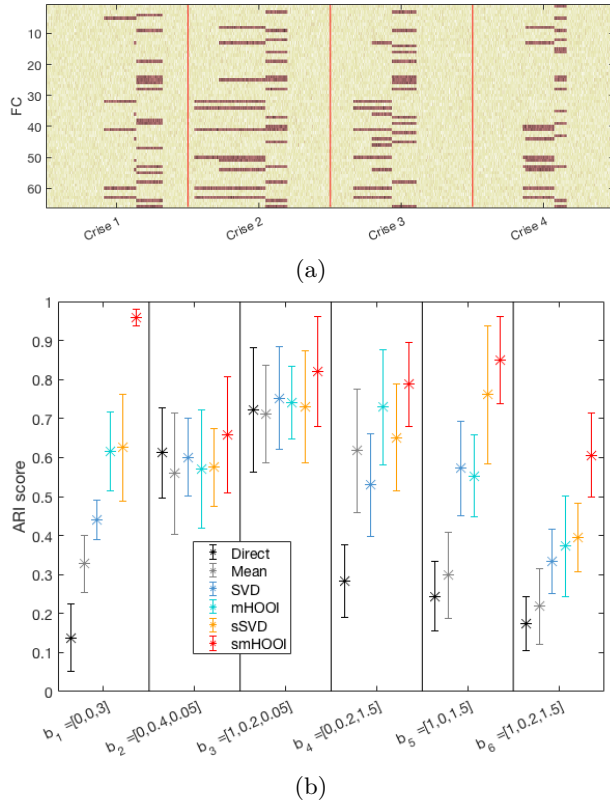 10
20
30
40
50
60
FC
Crise 1
Crise 2
Crise 3
Crise 4
(a)
1
0.9
0.8
0.7
0.6
0.5
0.4
0.3
0.2
0.1
0
ARI score
Direct
Mean
SVD
mHOOI
sSVD
smHOOI
b₁ =[0,0,3]
b₂ =[0,0.4,0.05]
b₃ =[1,0.2,0.05]
b₄ =[0,0.2,1.5]
b₅ =[1,0,1.5]
b₆ =[1,0.2,1.5]
(b)